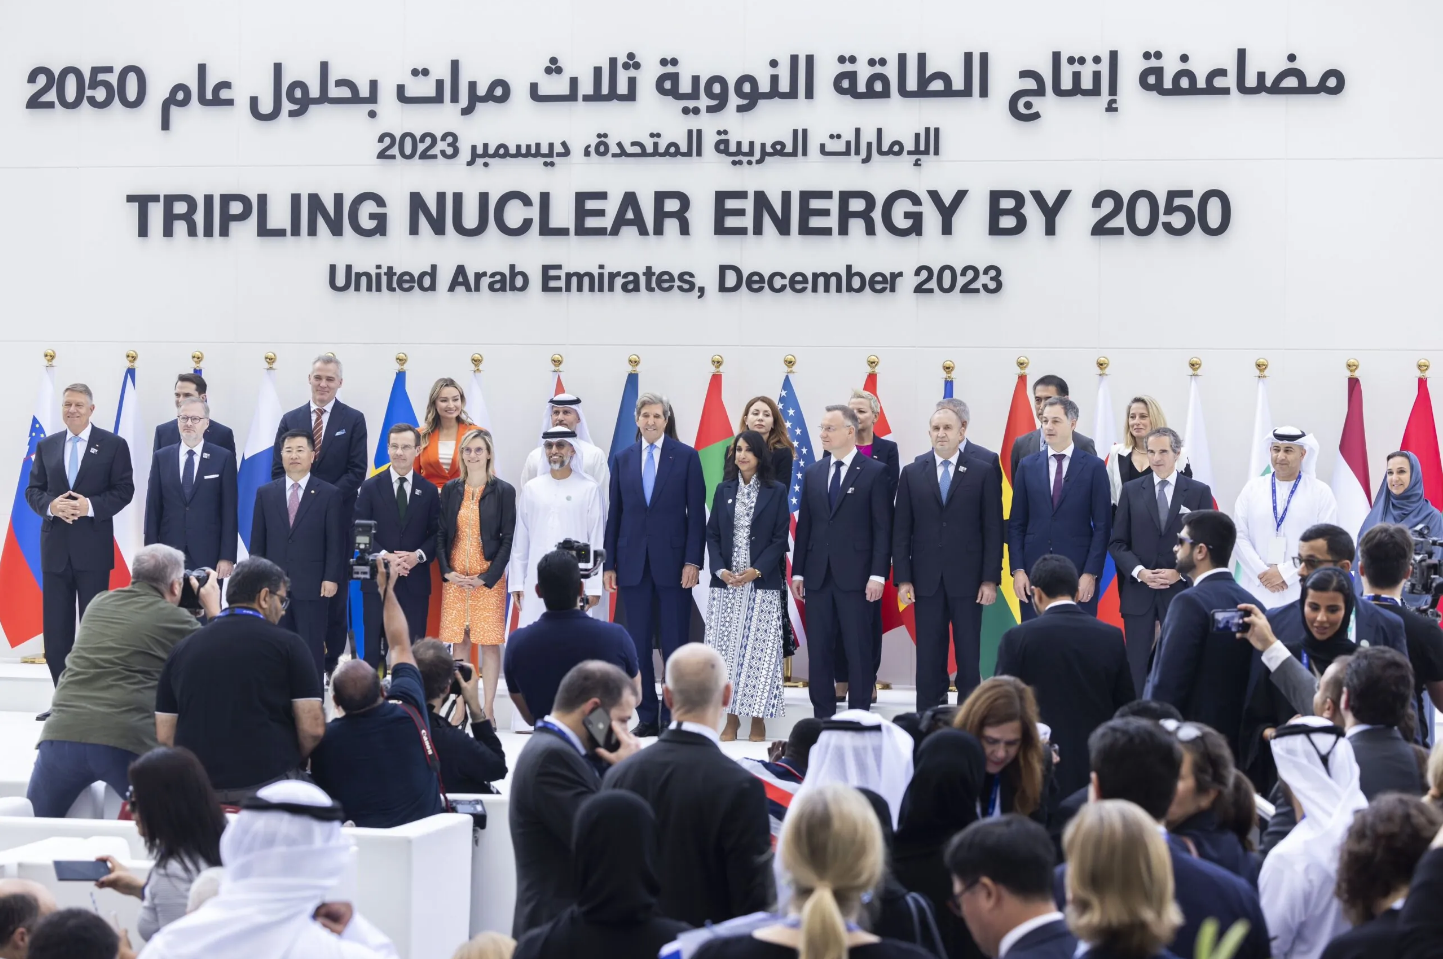 مضاعفة إنتاج الطاقة النووية ثلاث مرات بحلول عام 2050
الإمارات العربية المتحدة، ديسمبر 2023
TRIPLING NUCLEAR ENERGY BY 2050
United Arab Emirates, December 2023
Canon